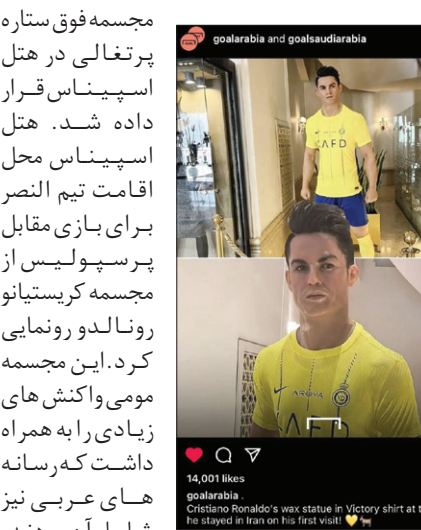 مجسمه فوق ستاره
پرتغالی در هتل
اسپیناس قرار
داده شد. هتل
اسپیناس محل
اقامت تیم النصر
برای بازی مقابل
پرسپولیس از
مجسمه کریستیانو
رونالدو رونمایی
کرد.این مجسمه
مومی واکنش های
زیادی را به همراه
داشت که رسانه
های عربی نیز
goalarabia and goalsaudiarabia
AROYA
14,001 likes
goalarabia .
Cristiano Ronaldo's wax statue in Victory shirt at
he stayed in Iran on his first visit! 💛🐐